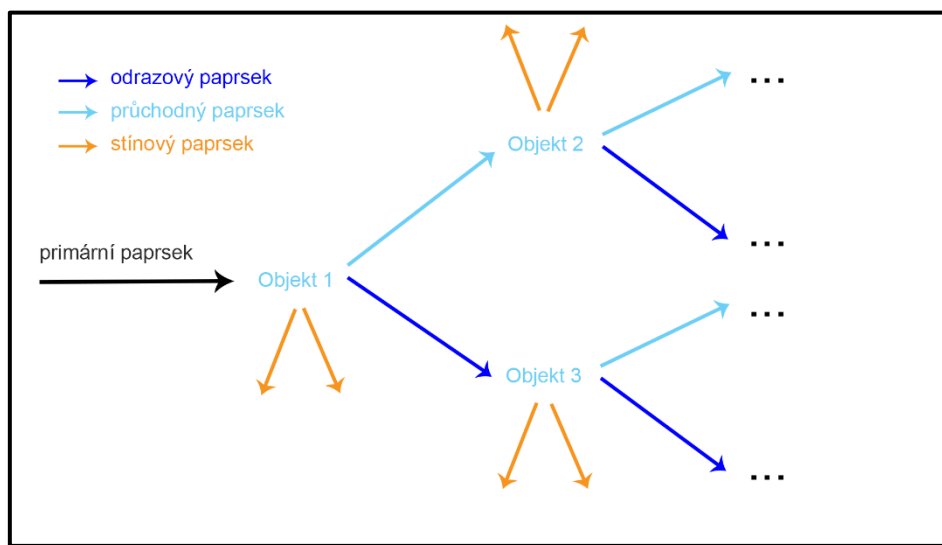 odrazový paprsek
průchodný paprsek
stínový paprsek
primární paprsek
Objekt 1
Objekt 2
Objekt 3
...
...
...
...